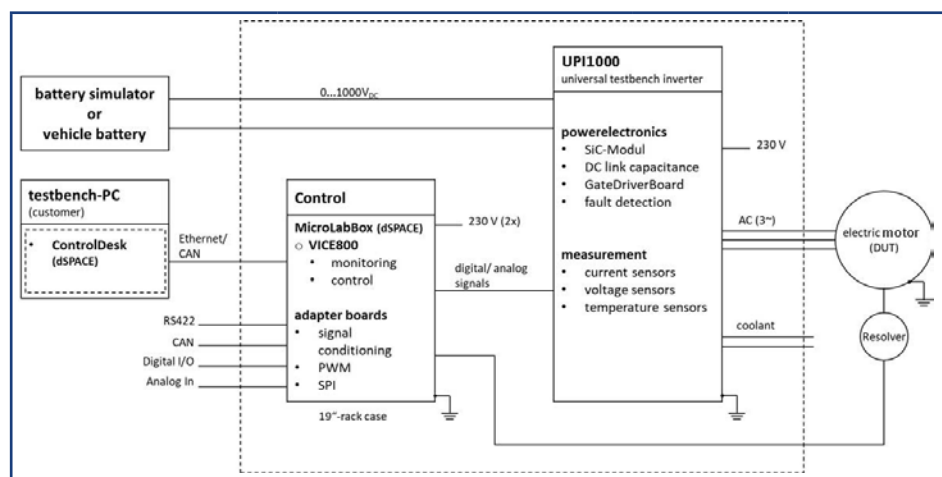 battery simulator
or
vehicle battery
0...1000VDC
UPI1000
universal testbench inverter
powerelectronics
• SiC-Modul
• DC link capacitance
• GateDriverBoard
• fault detection
measurement
• current sensors
• voltage sensors
• temperature sensors
230 V
AC (3~)
coolant
electric motor
(DUT)
Resolver
testbench-PC
(customer)
• ControlDesk
(dSPACE)
Ethernet/
CAN
Control
MicroLabBox (dSPACE)
○ VICE800
• monitoring
• control
adapter boards
• signal
conditioning
• PWM
• SPI
230 V (2x)
digital/ analog
signals
RS422
CAN
Digital I/O
Analog In
19"-rack case